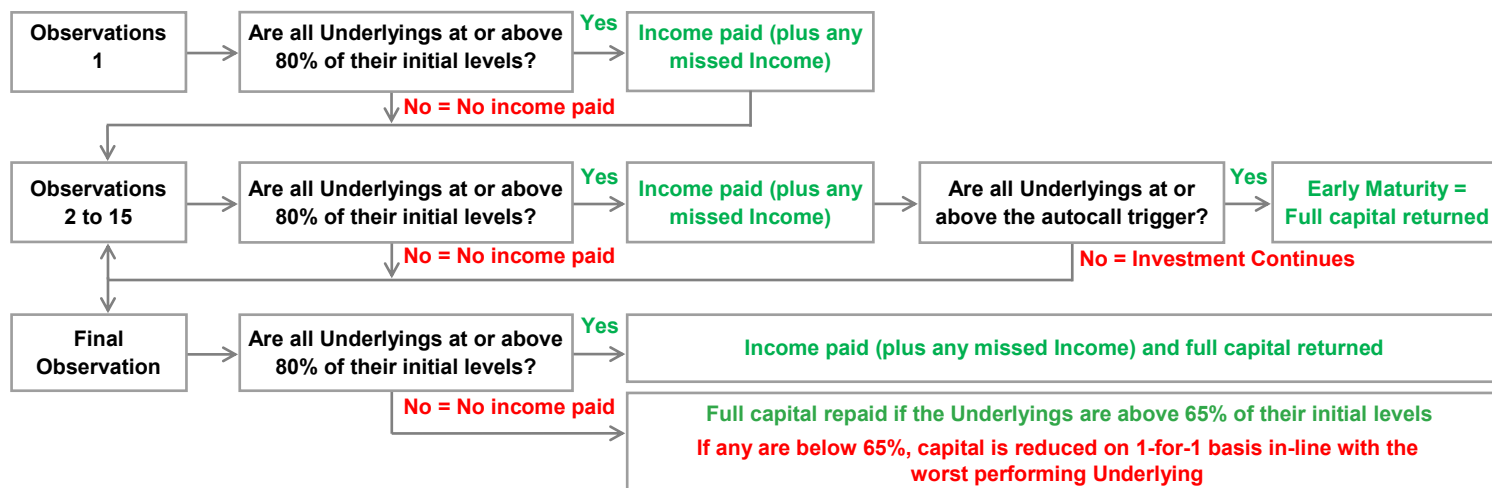 Observations
1
Are all Underlyings at or above
80% of their initial levels?
Yes
Income paid (plus any
missed Income)
No = No income paid
Observations
2 to 15
Are all Underlyings at or above
80% of their initial levels?
Yes
Income paid (plus any
missed Income)
Are all Underlyings at or
above the autocall trigger?
Yes
Early Maturity =
Full capital returned
No = No income paid
No = Investment Continues
Final
Observation
Are all Underlyings at or above
80% of their initial levels?
Yes
Income paid (plus any missed Income) and full capital returned
No = No income paid
Full capital repaid if the Underlyings are above 65% of their initial levels
If any are below 65%, capital is reduced on 1-for-1 basis in-line with the
worst performing Underlying